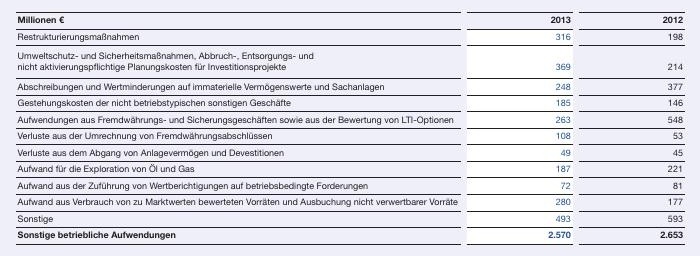 Millionen € 2013 2012
Restrukturierungsmaßnahmen 316 198
Umweltschutz- und Sicherheitsmaßnahmen, Abbruch-, Entsorgungs- und
nicht aktivierungspflichtige Planungskosten für Investitionsprojekte 369 214
Abschreibungen und Wertminderungen auf immaterielle Vermögenswerte und Sachanlagen 248 377
Gestehungskosten der nicht betriebstypischen sonstigen Geschäfte 185 146
Aufwendungen aus Fremdwährungs- und Sicherungsgeschäften sowie aus der Bewertung von LTI-Optionen 263 548
Verluste aus der Umrechnung von Fremdwährungsabschlüssen 108 53
Verluste aus dem Abgang von Anlagevermögen und Devestitionen 49 45
Aufwand für die Exploration von Öl und Gas 187 221
Aufwand aus der Zuführung von Wertberichtigungen auf betriebsbedingte Forderungen 72 81
Aufwand aus Verbrauch von zu Marktwerten bewerteten Vorräten und Ausbuchung nicht verwertbarer Vorräte 280 177
Sonstige 493 593
Sonstige betriebliche Aufwendungen 2.570 2.653